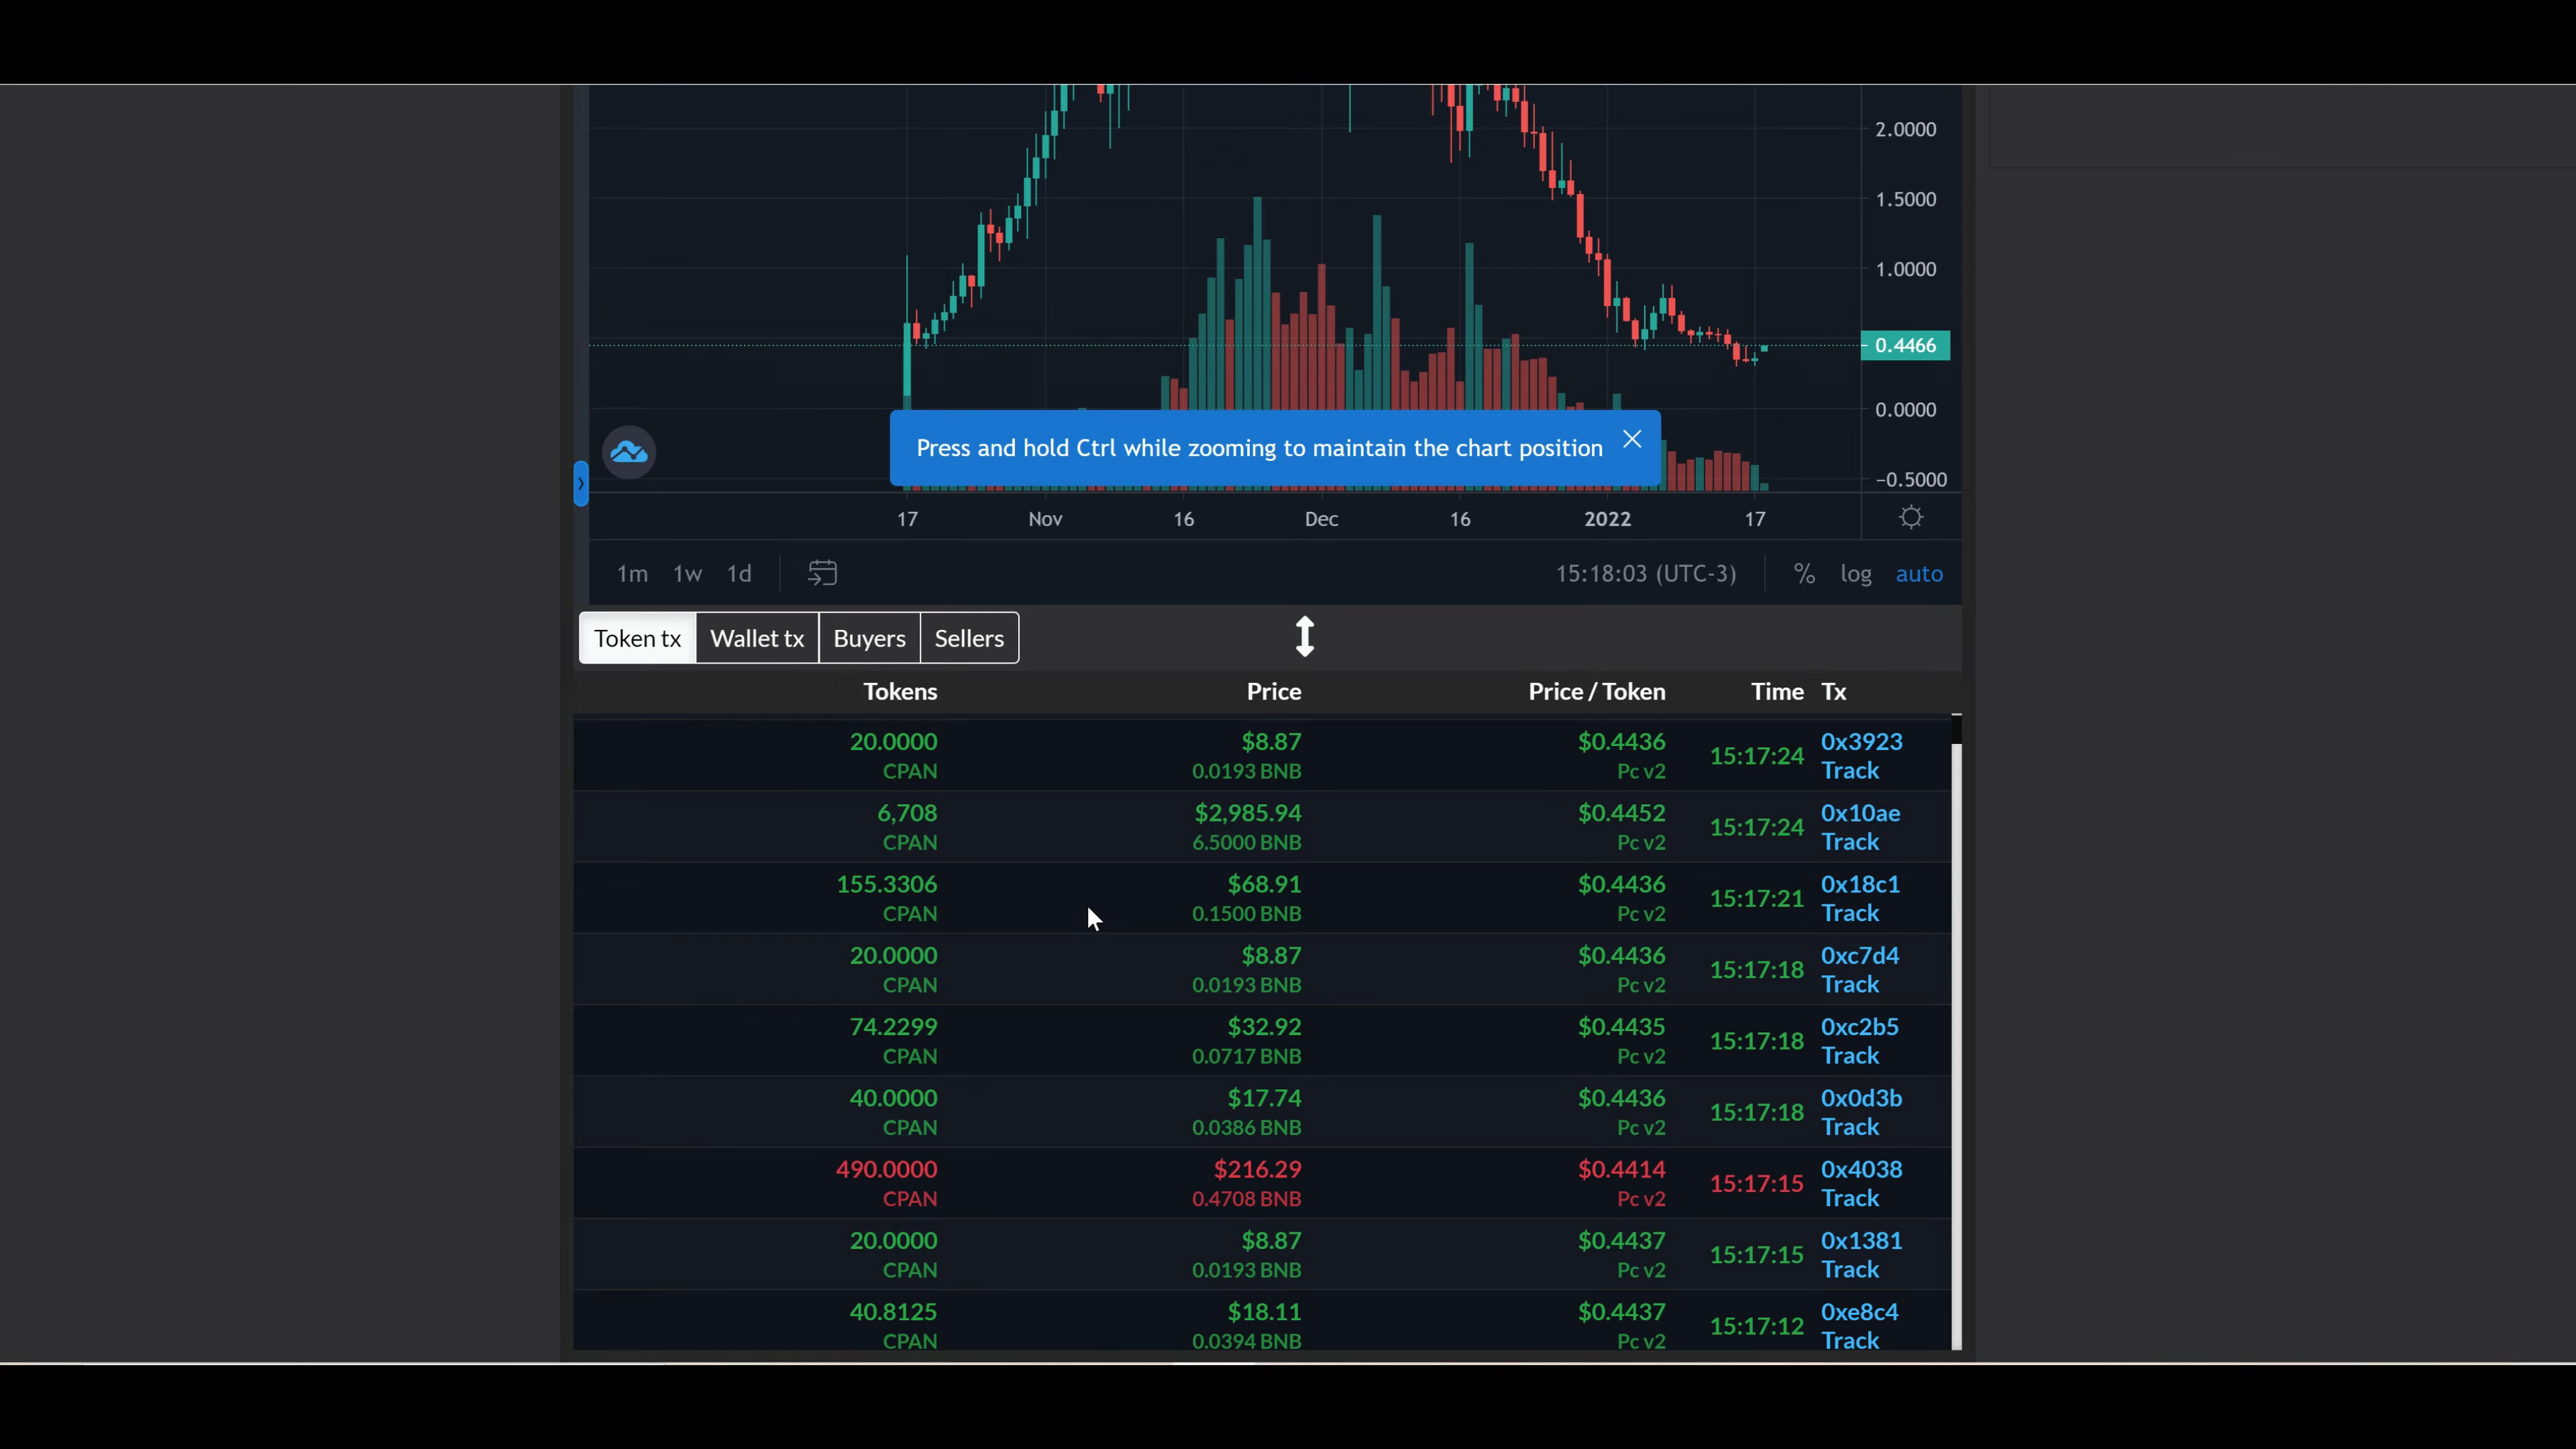 2.0000
1.5000
1.0000
0.4466
0.0000
-0.5000
Press and hold Ctrl while zooming to maintain the chart position
17 Nov 16 Dec 16 2022 17
1m 1w 1d 15:18:03 (UTC-3) % log auto
Token tx Wallet tx Buyers Sellers
Tokens Price Price / Token Time Tx
20.0000 $8.87 $0.4436 15:17:24 0x3923
CPAN 0.0193 BNB Pc v2 Track
6,708 $2,985.94 $0.4452 15:17:24 0x10ae
CPAN 6.5000 BNB Pc v2 Track
155.3306 $68.91 $0.4436 15:17:21 0x18c1
CPAN 0.1500 BNB Pc v2 Track
20.0000 $8.87 $0.4436 15:17:18 0xc7d4
CPAN 0.0193 BNB Pc v2 Track
74.2299 $32.92 $0.4435 15:17:18 0xc2b5
CPAN 0.0717 BNB Pc v2 Track
40.0000 $17.74 $0.4436 15:17:18 0x0d3b
CPAN 0.0386 BNB Pc v2 Track
490.0000 $216.29 $0.4414 15:17:15 0x4038
CPAN 0.4708 BNB Pc v2 Track
20.0000 $8.87 $0.4437 15:17:15 0x1381
CPAN 0.0193 BNB Pc v2 Track
40.8125 $18.11 $0.4437 15:17:12 0xe8c4
CPAN 0.0394 BNB Pc v2 Track